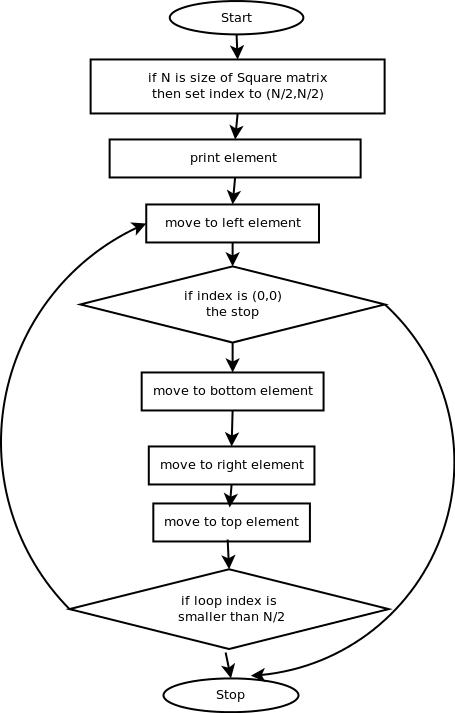 Start
if N is size of Square matrix
then set index to (N/2,N/2)
print element
move to left element
if index is (0,0)
the stop
move to bottom element
move to right element
move to top element
if loop index is
smaller than N/2
Stop